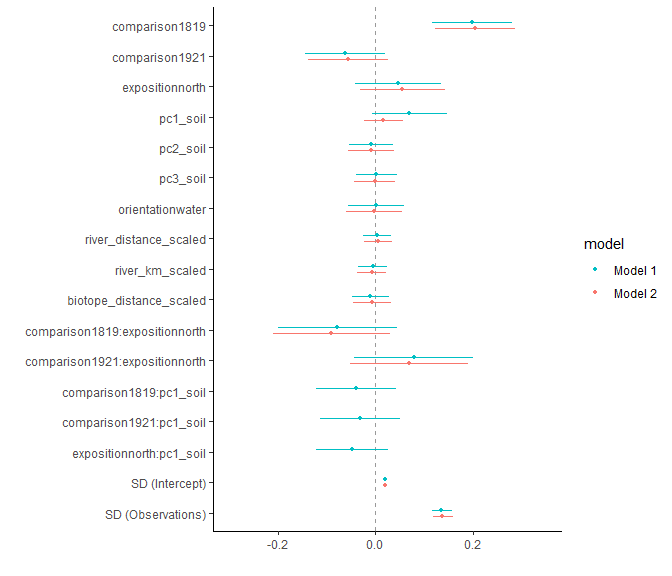 comparison1819
comparison1921
expositionnorth
pc1_soil
pc2_soil
pc3_soil
orientationwater
river_distance_scaled
river_km_scaled
biotope_distance_scaled
comparison1819:expositionnorth
comparison1921:expositionnorth
comparison1819:pc1_soil
comparison1921:pc1_soil
expositionnorth:pc1_soil
SD (Intercept)
SD (Observations)
-0.2 0.0 0.2
model
Model 1
Model 2